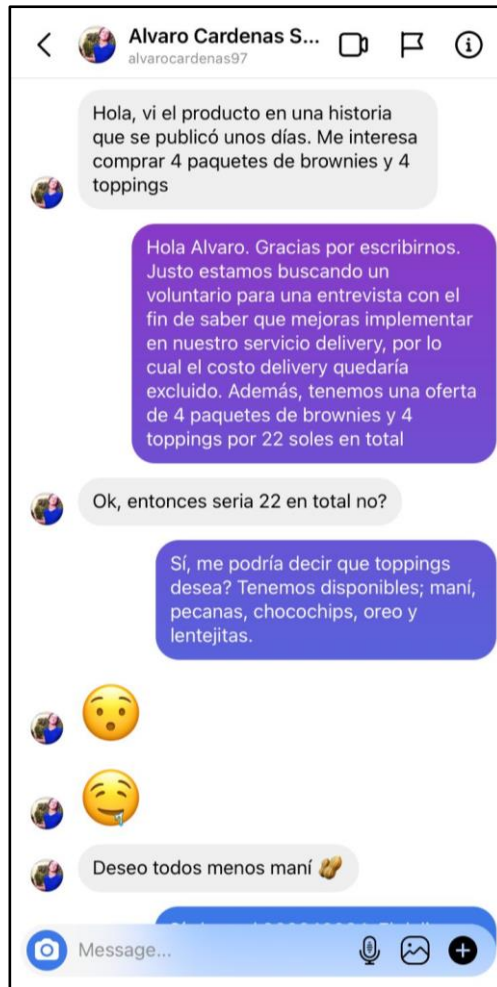 Alvaro Cardenas S...
alvarocardenas97
Hola, vi el producto en una historia
que se publicó unos días. Me interesa
comprar 4 paquetes de brownies y 4
toppings
Hola Alvaro. Gracias por escribirnos.
Justo estamos buscando un
voluntario para una entrevista con el
fin de saber que mejoras implementar
en nuestro servicio delivery, por lo
cual el costo delivery quedaría
excluido. Además, tenemos una oferta
de 4 paquetes de brownies y 4
toppings por 22 soles en total
Ok, entonces seria 22 en total no?
Sí, me podría decir que toppings
desea? Tenemos disponibles; maní,
pecanas, chocochips, oreo y
lentejitas.
Deseo todos menos maní 🥜
Message...